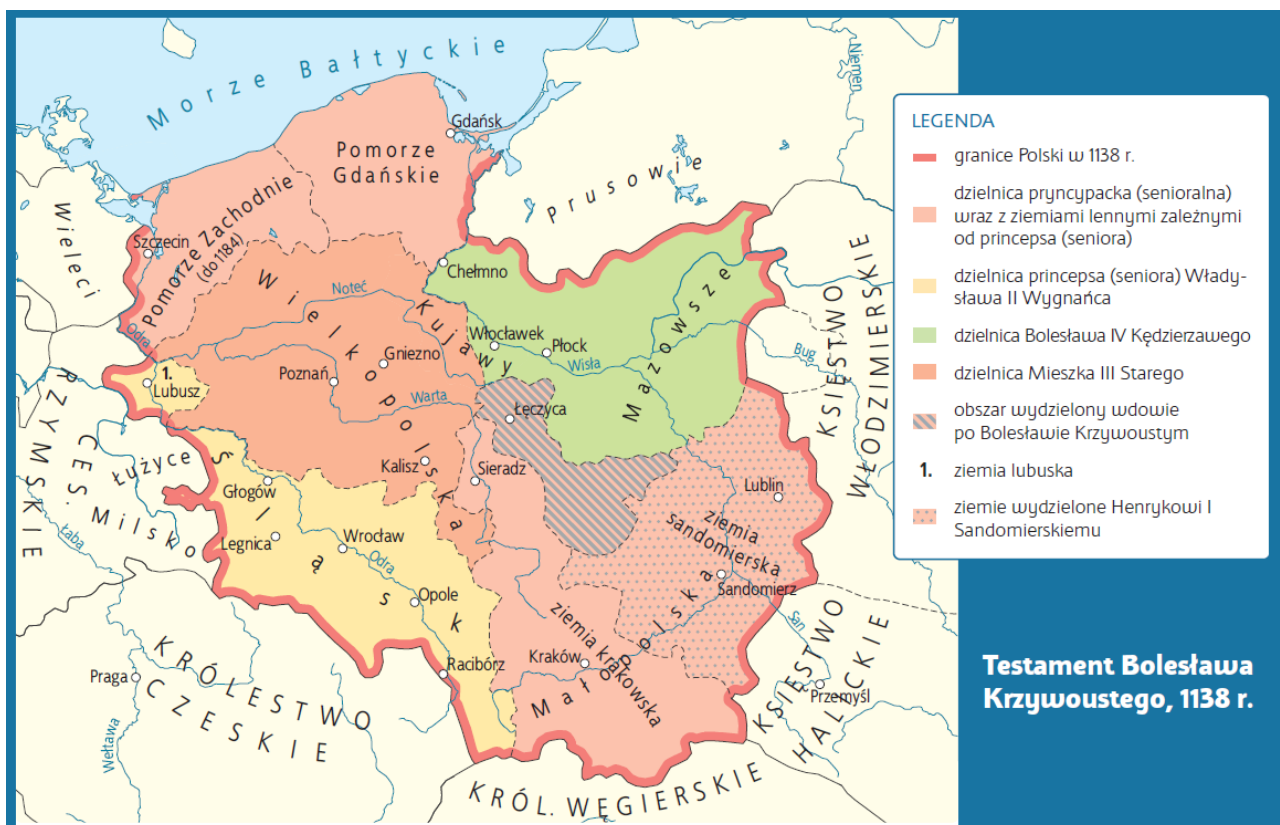 Morze Bałtyckie
Niemen
Gdańsk
Pomorze
Gdańskie
Prusowie
Wieleci
Szczecin
Pomorze Zachodnie
(do 1184)
Chełmno
Wielkopolska
Noteć
Kujawy
Mazowsze
Odra
Włocławek
Płock
Wisła
Bug
KSIĘSTWO
WŁODZIMIERSKIE
Gniezno
Poznań
1.
Lubusz
Warta
Łęczyca
RZYMSKIE
CES.
Łużyce
Milsko
Łaba
Kalisz
Sieradz
Lublin
Głogów
Śląsk
Legnica
Wrocław
Odra
ziemia
sandomierska
Sandomierz
Opole
San
ziemia krakowska
Małopolska
Kraków
Racibórz
KSIĘSTWO
HALICKIE
Przemyśl
Praga
KRÓLESTWO
CZESKIE
Wełtawa
KRÓL. WĘGIERSKIE
LEGENDA
granice Polski w 1138 r.
dzielnica pryncypacka (senioralna)
wraz z ziemiami lennymi zależnymi
od princepsa (seniora)
dzielnica princepsa (seniora) Włady-
sława II Wygnańca
dzielnica Bolesława IV Kędzierzawego
dzielnica Mieszka III Starego
obszar wydzielony wdowie
po Bolesławie Krzywoustym
1. ziemia lubuska
ziemie wydzielone Henrykowi I
Sandomierskiemu
Testament Bolesława
Krzywoustego, 1138 r.